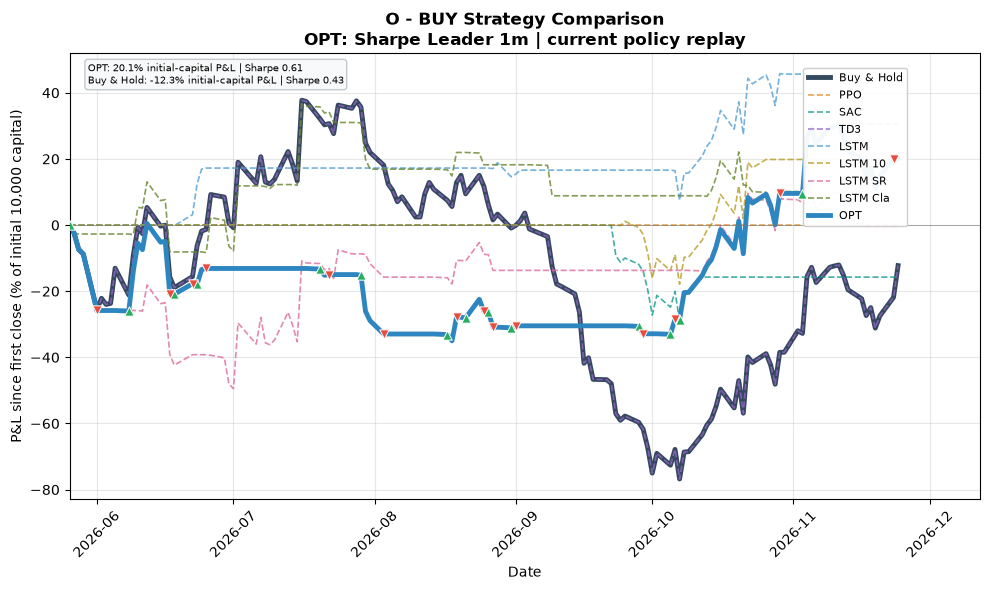 O - BUY Strategy Comparison
OPT: Sharpe Leader 1m | current policy replay
OPT: 20.1% initial-capital P&L | Sharpe 0.61
Buy & Hold: -12.3% initial-capital P&L | Sharpe 0.43
Buy & Hold
PPO
SAC
TD3
LSTM
LSTM 10
LSTM SR
LSTM Cla
OPT
P&L since first close (% of initial 10,000 capital)
40
20
0
−20
−40
−60
−80
2026-06
2026-07
2026-08
2026-09
2026-10
2026-11
2026-12
Date